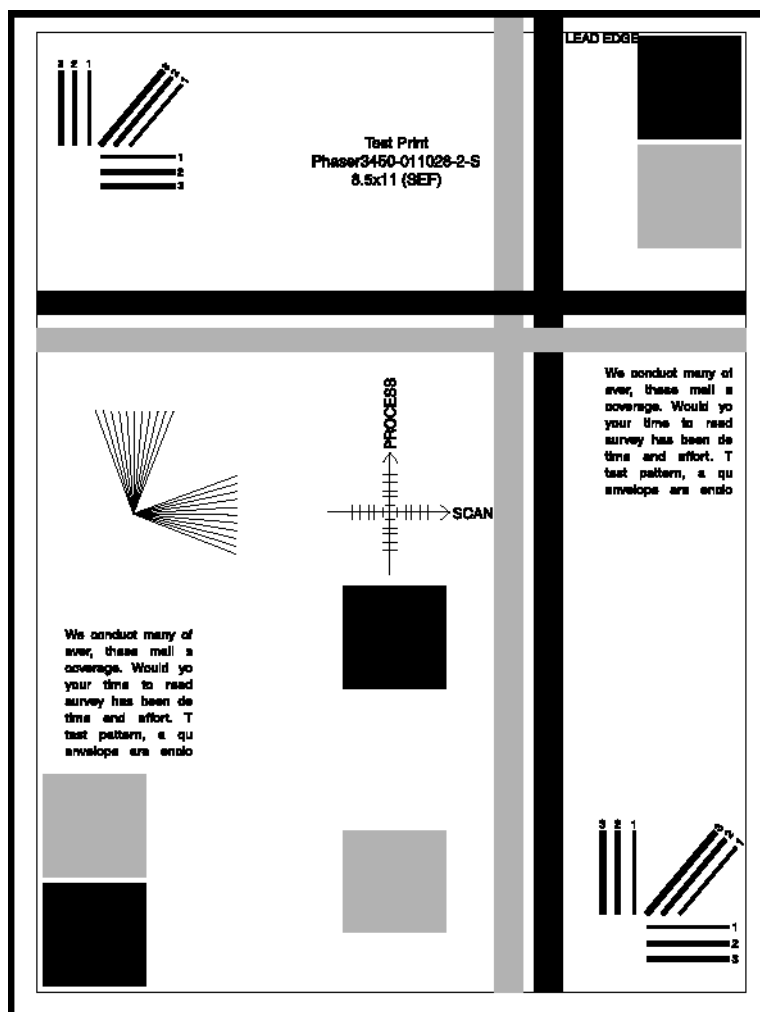 LEAD EDGE
3 2 1
3 2 1
1
2
3
Test Print
Phaser3450-011028-2-S
8.5x11 (SEF)
PROCESS
SCAN
We conduct many of
ever, these mail s
coverage. Would yo
your time to read
survey has been de
time and effort. T
test pattern, a qu
envelope are enclo
We conduct many of
ever, these mail s
coverage. Would yo
your time to read
survey has been de
time and effort. T
test pattern, a qu
envelope are enclo
3 2 1
3 2 1
1
2
3